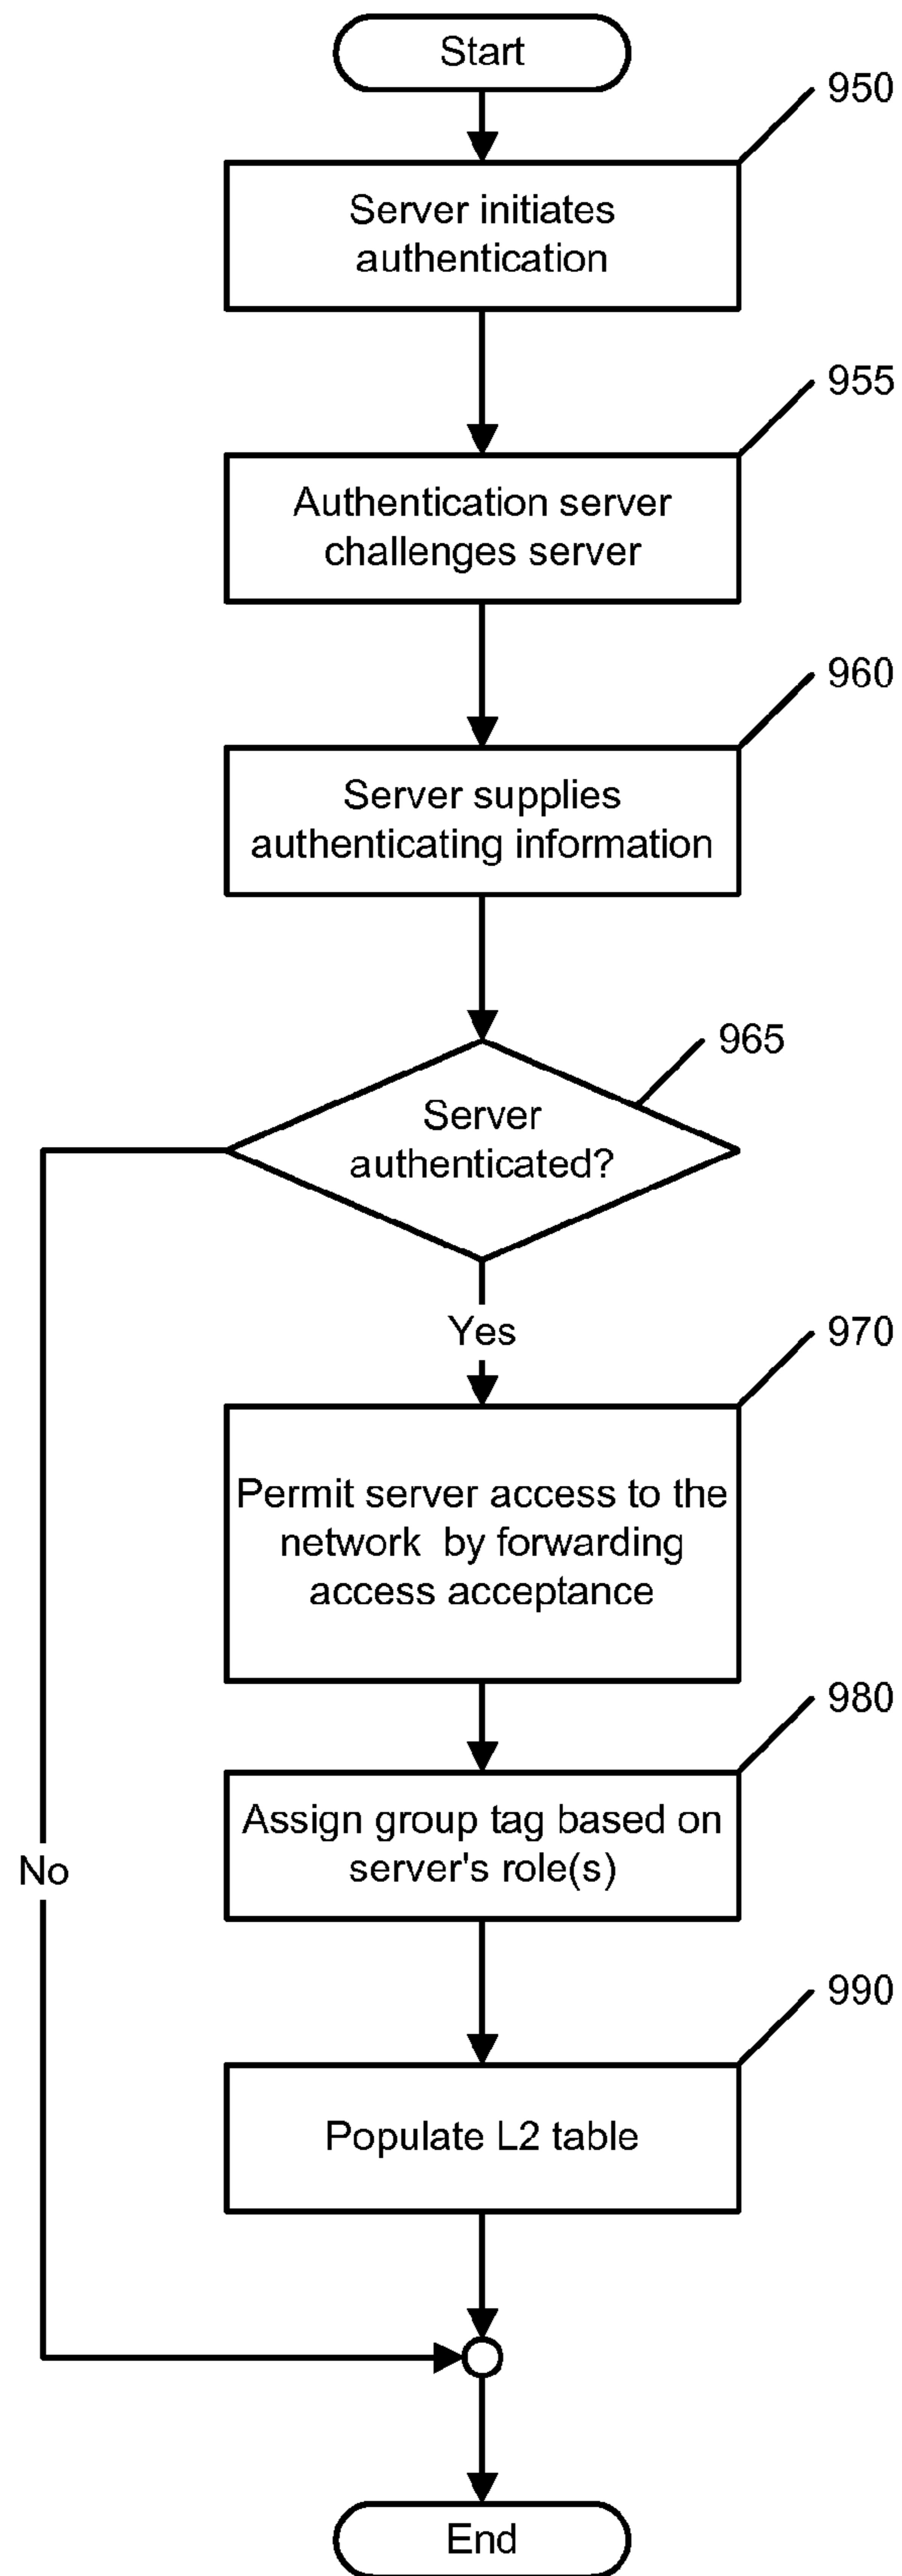 Start
950
Server initiates
authentication
955
Authentication server
challenges server
960
Server supplies
authenticating information
965
Server
authenticated?
Yes
970
Permit server access to the
network by forwarding
access acceptance
980
Assign group tag based on
server's role(s)
No
990
Populate L2 table
End